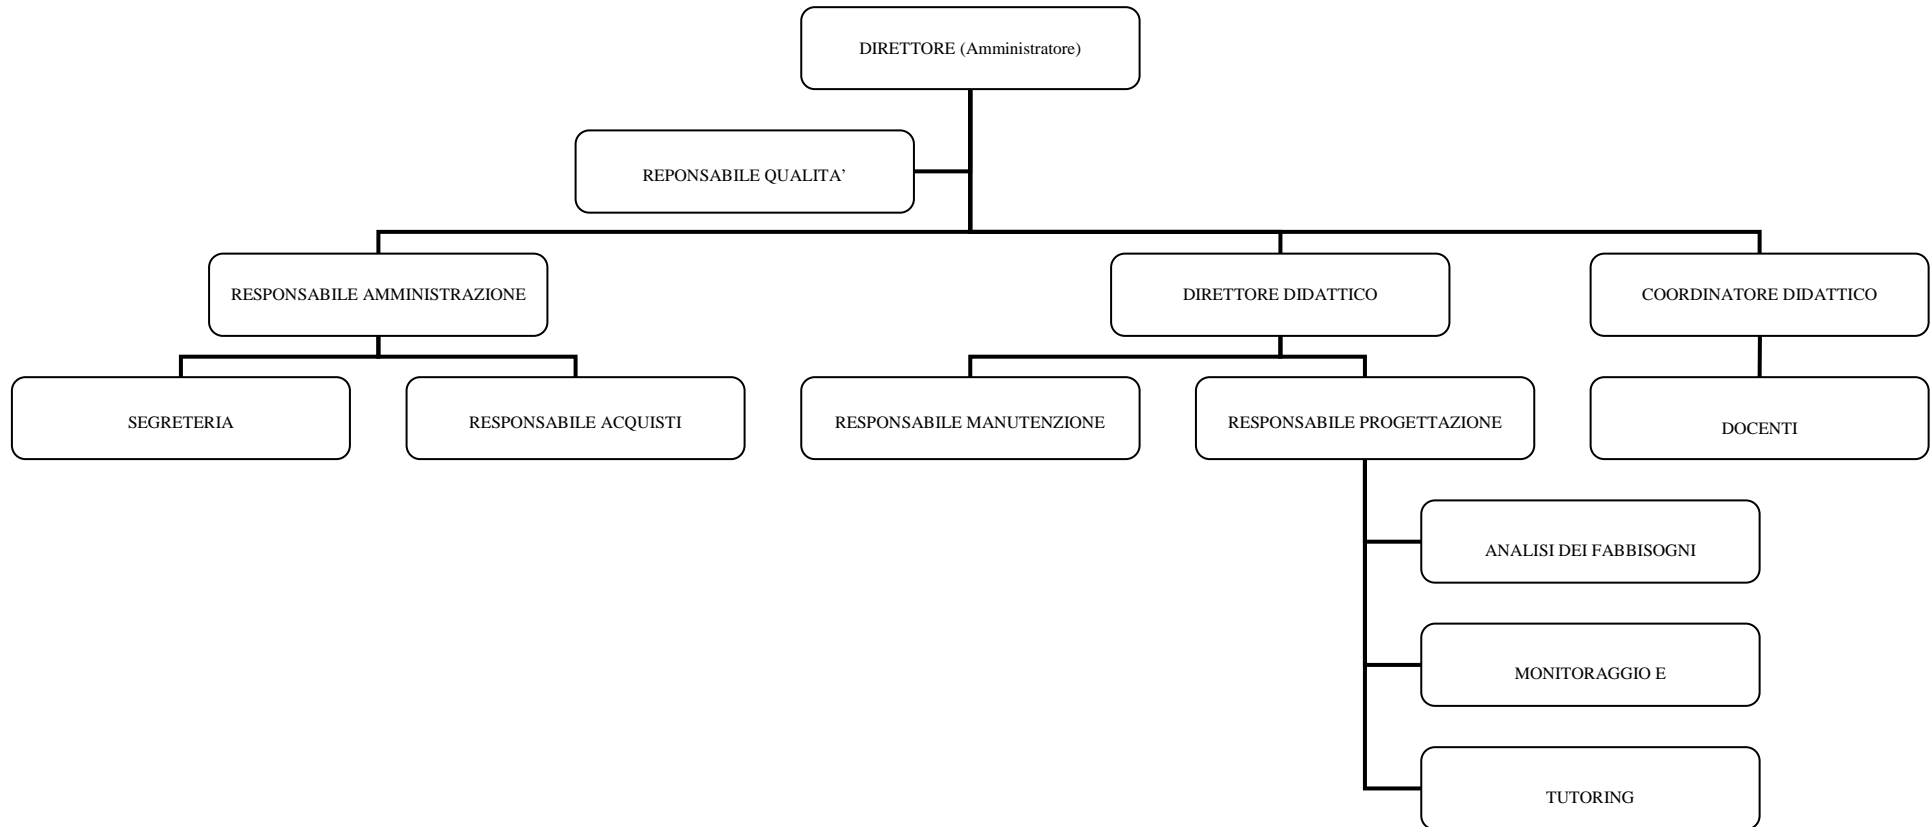 DIRETTORE (Amministratore)
REPONSABILE QUALITA’
RESPONSABILE AMMINISTRAZIONE
DIRETTORE DIDATTICO
COORDINATORE DIDATTICO
SEGRETERIA
RESPONSABILE ACQUISTI
RESPONSABILE MANUTENZIONE
RESPONSABILE PROGETTAZIONE
DOCENTI
ANALISI DEI FABBISOGNI
MONITORAGGIO E
TUTORING